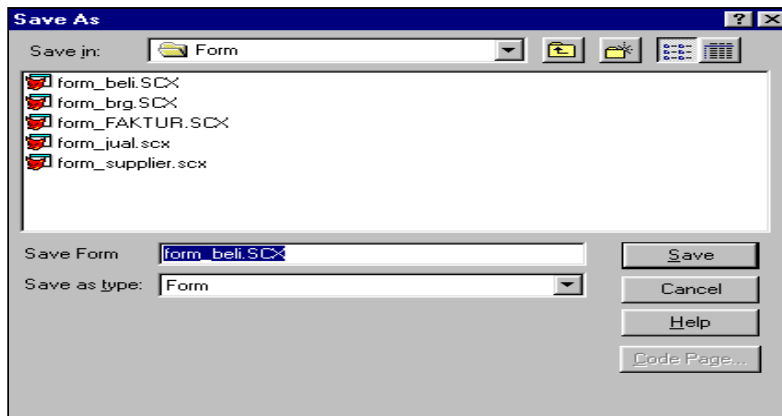 Save As
Save in: Form
form_beli.SCX
form_brg.SCX
form_FAKTUR.SCX
form_jual.scx
form_supplier.scx
Save Form form_beli.SCX Save
Save as type: Form Cancel
Help
Code Page...